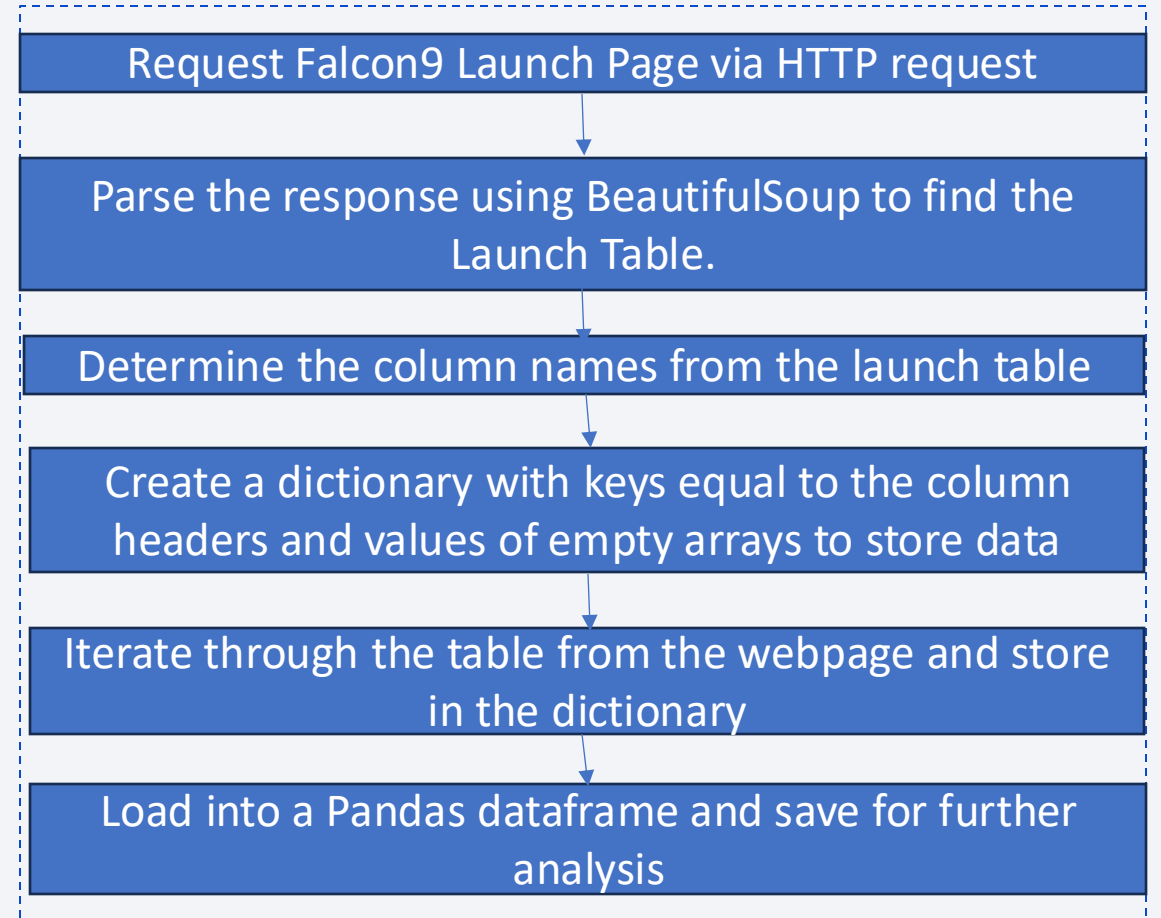 Request Falcon9 Launch Page via HTTP request
Parse the response using BeautifulSoup to find the
Launch Table.
Determine the column names from the launch table
Create a dictionary with keys equal to the column
headers and values of empty arrays to store data
Iterate through the table from the webpage and store
in the dictionary
Load into a Pandas dataframe and save for further
analysis